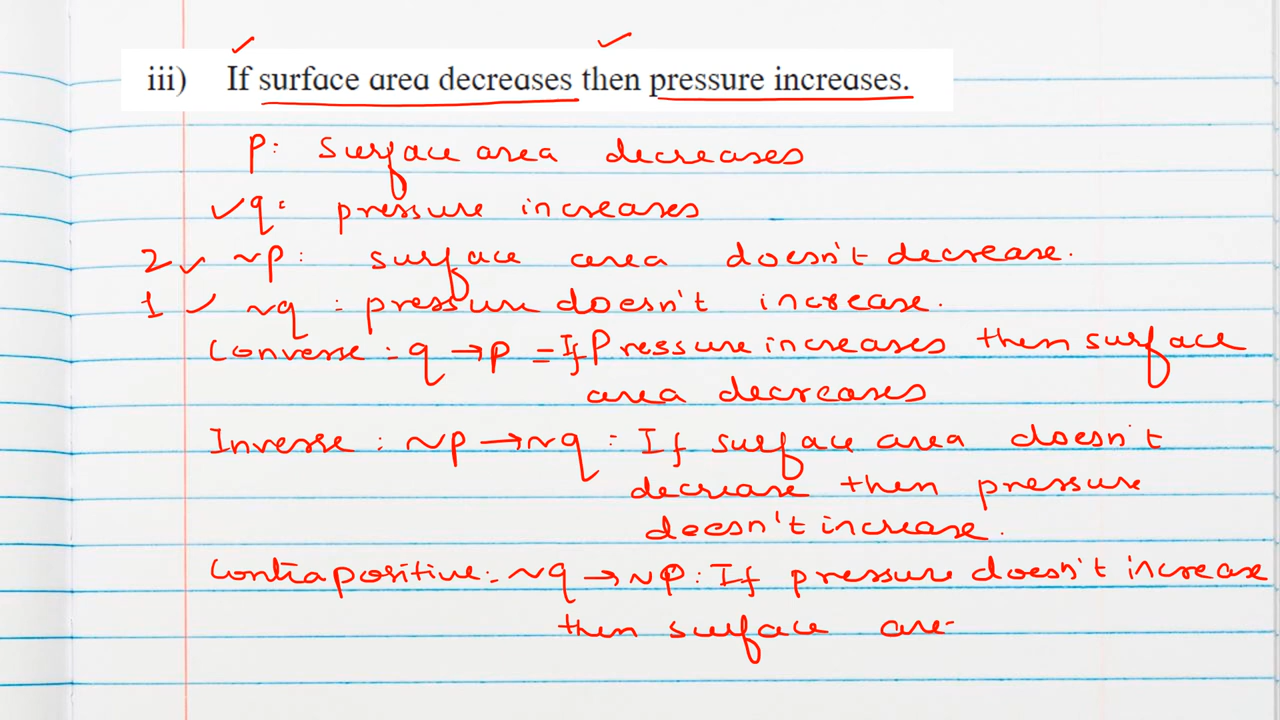 iii) If surface area decreases then pressure increases.
p: surface area decreases
✓q: pressure increases
2 ✓ ~p: surface area doesn't decrease.
1 ✓ ~q : pressure doesn't increase.
Converse:- q → p = If Pressure increases then surface
area decreases
Inverse : ~p → ~q : If surface area doesn't
decrease then pressure
doesn't increase.
Contrapositive:- ~q → ~p : If pressure doesn't increase
then surface are